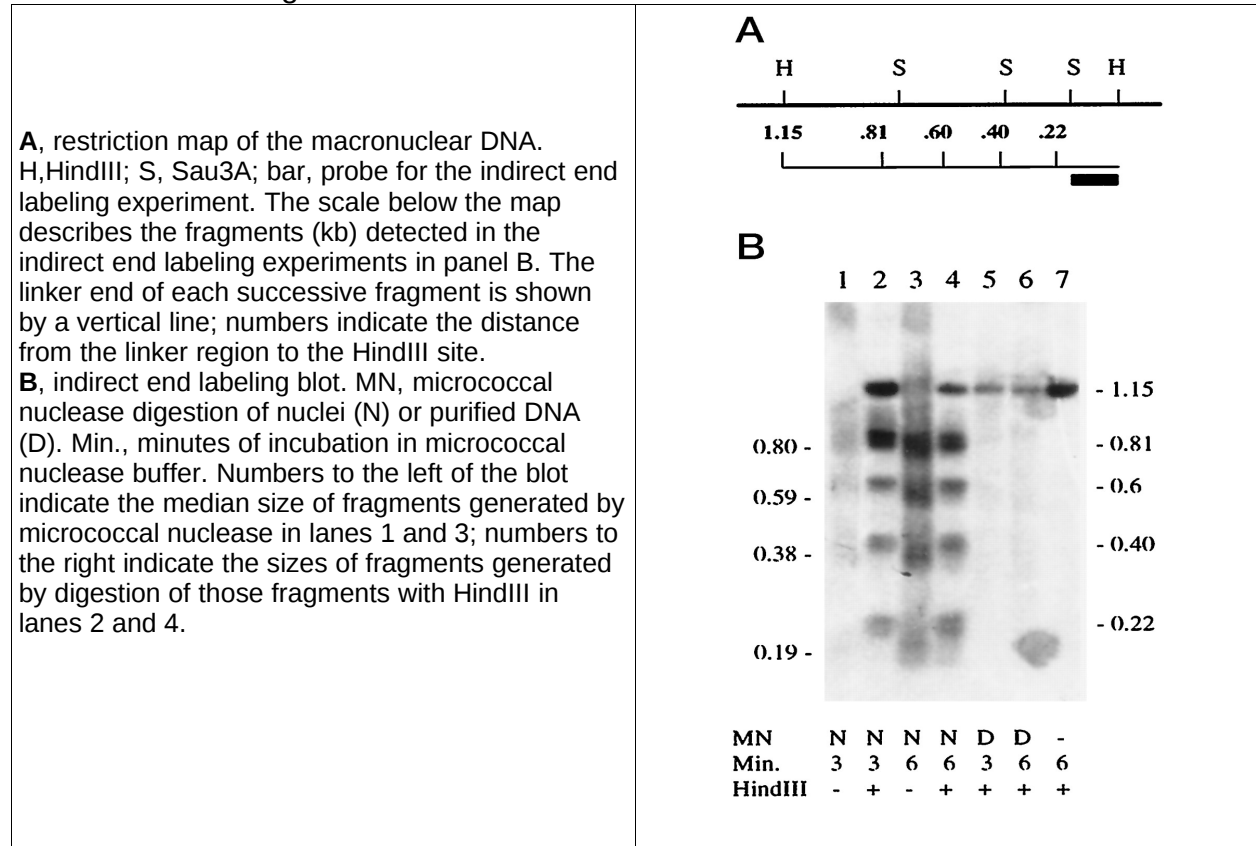 A, restriction map of the macronuclear DNA.
H,HindIII; S, Sau3A; bar, probe for the indirect end
labeling experiment. The scale below the map
describes the fragments (kb) detected in the
indirect end labeling experiments in panel B. The
linker end of each successive fragment is shown
by a vertical line; numbers indicate the distance
from the linker region to the HindIII site.
B, indirect end labeling blot. MN, micrococcal
nuclease digestion of nuclei (N) or purified DNA
(D). Min., minutes of incubation in micrococcal
nuclease buffer. Numbers to the left of the blot
indicate the median size of fragments generated by
micrococcal nuclease in lanes 1 and 3; numbers to
the right indicate the sizes of fragments generated
by digestion of those fragments with HindIII in
lanes 2 and 4.
A
H S S S H
1.15 .81 .60 .40 .22
B
1 2 3 4 5 6 7
- 1.15
0.80 - - 0.81
0.59 - - 0.6
0.38 - - 0.40
0.19 - - 0.22
MN N N N N D D -
Min. 3 3 6 6 3 6 6
HindIII - + - + + + +